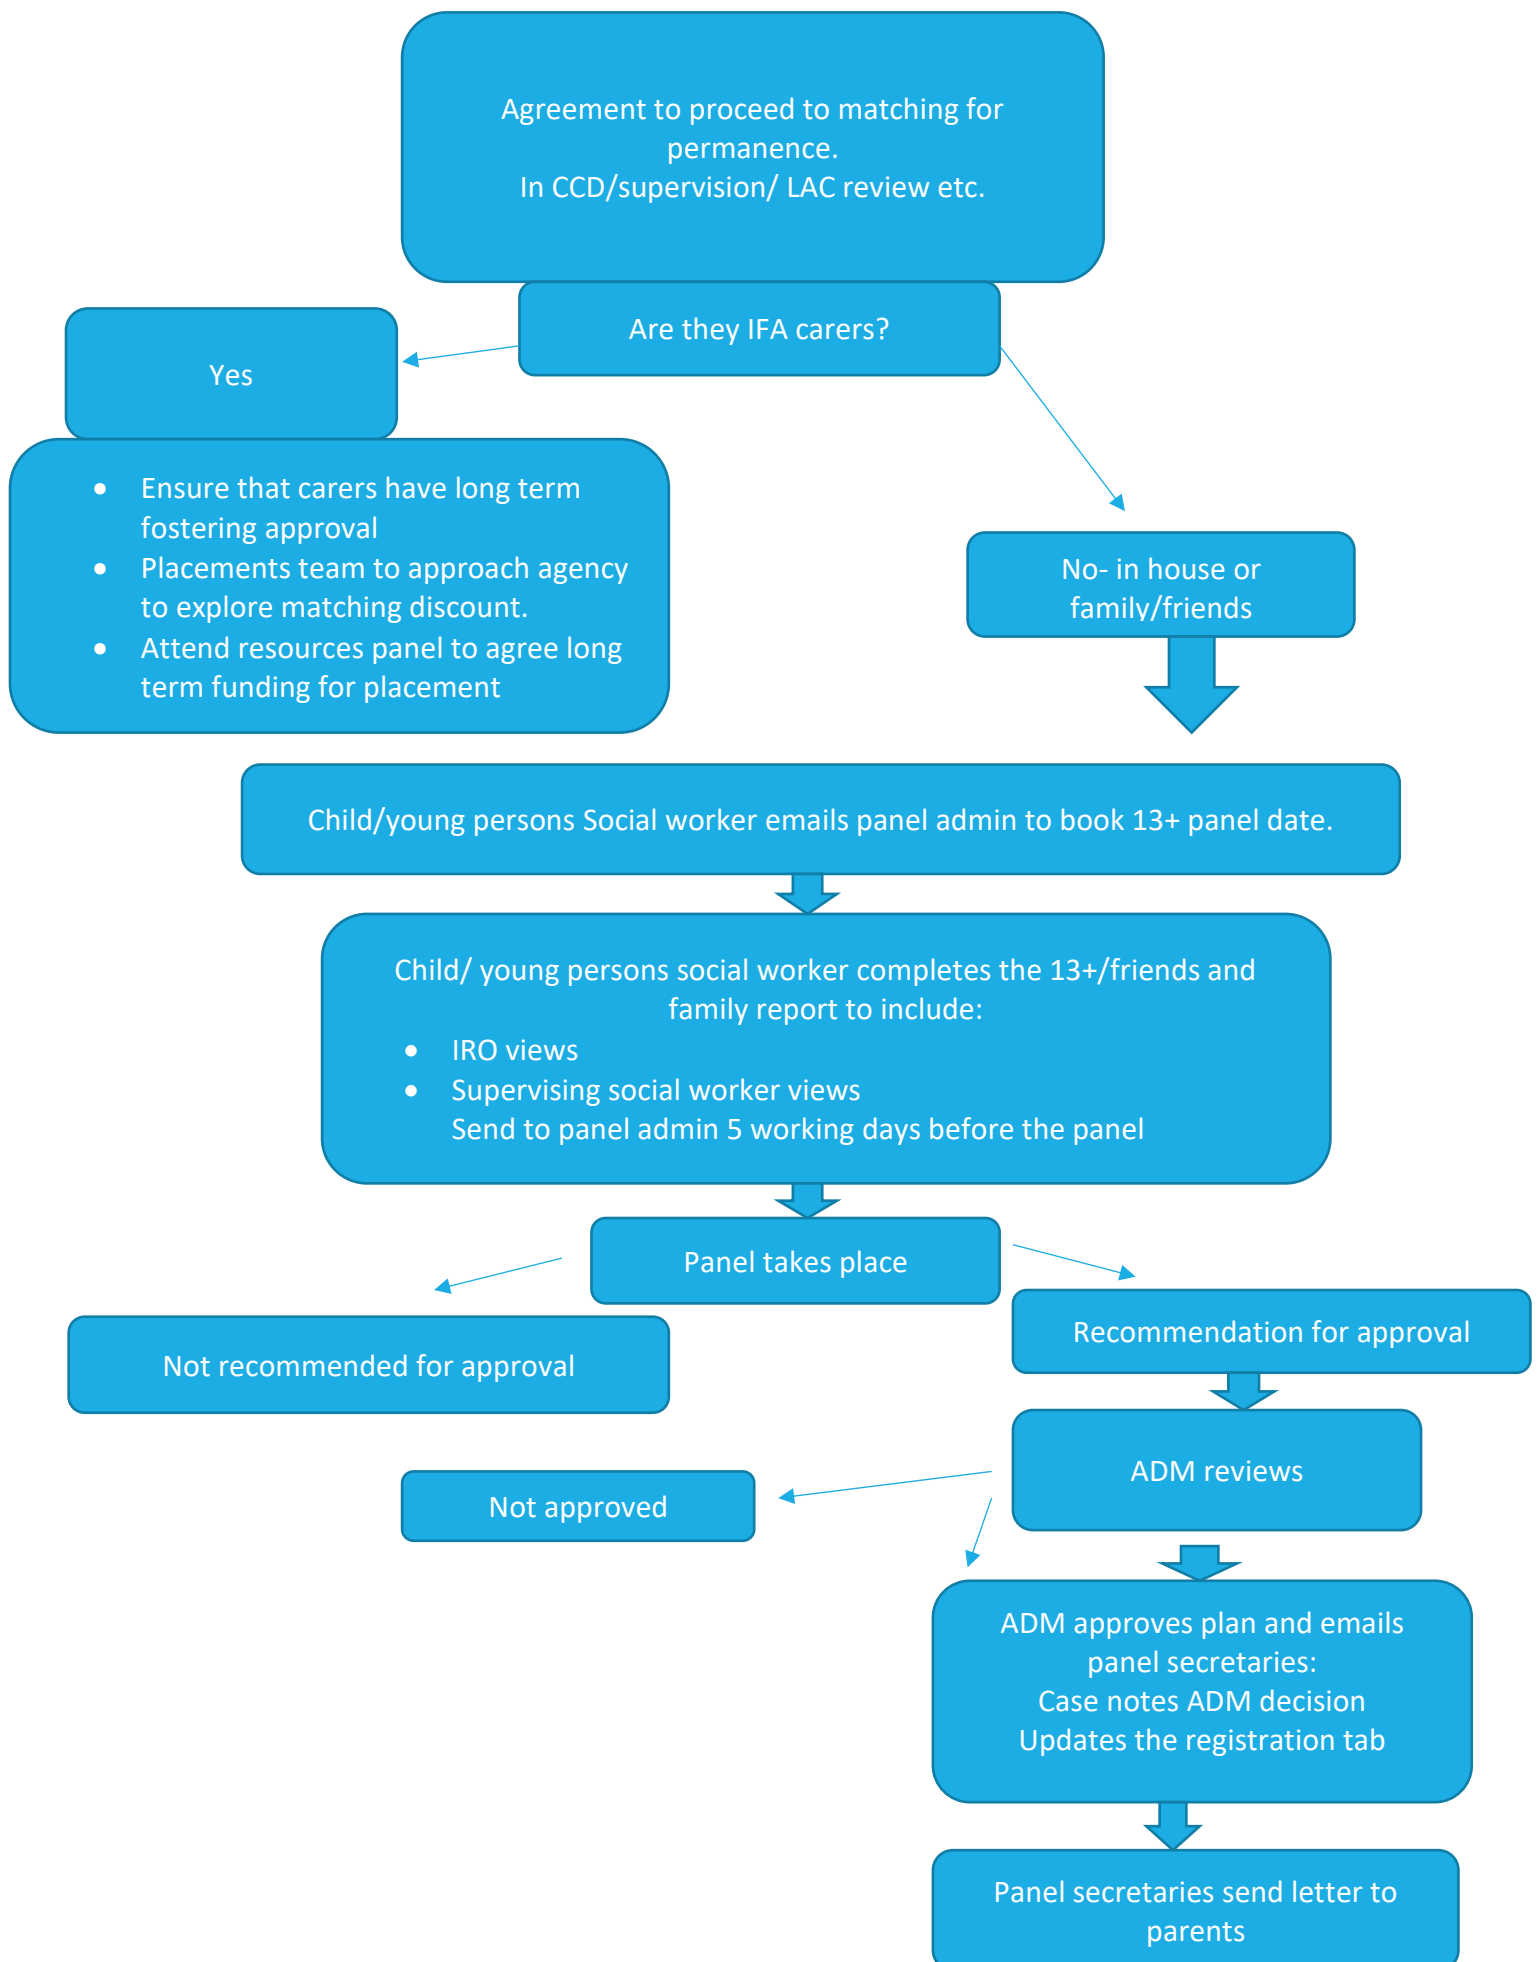 Agreement to proceed to matching for
permanence.
In CCD/supervision/ LAC review etc.
Are they IFA carers?
Yes
• Ensure that carers have long term
fostering approval
• Placements team to approach agency
to explore matching discount.
• Attend resources panel to agree long
term funding for placement
No- in house or
family/friends
Child/young persons Social worker emails panel admin to book 13+ panel date.
Child/ young persons social worker completes the 13+/friends and
family report to include:
• IRO views
• Supervising social worker views
Send to panel admin 5 working days before the panel
Panel takes place
Not recommended for approval
Recommendation for approval
ADM reviews
Not approved
ADM approves plan and emails
panel secretaries:
Case notes ADM decision
Updates the registration tab
Panel secretaries send letter to
parents